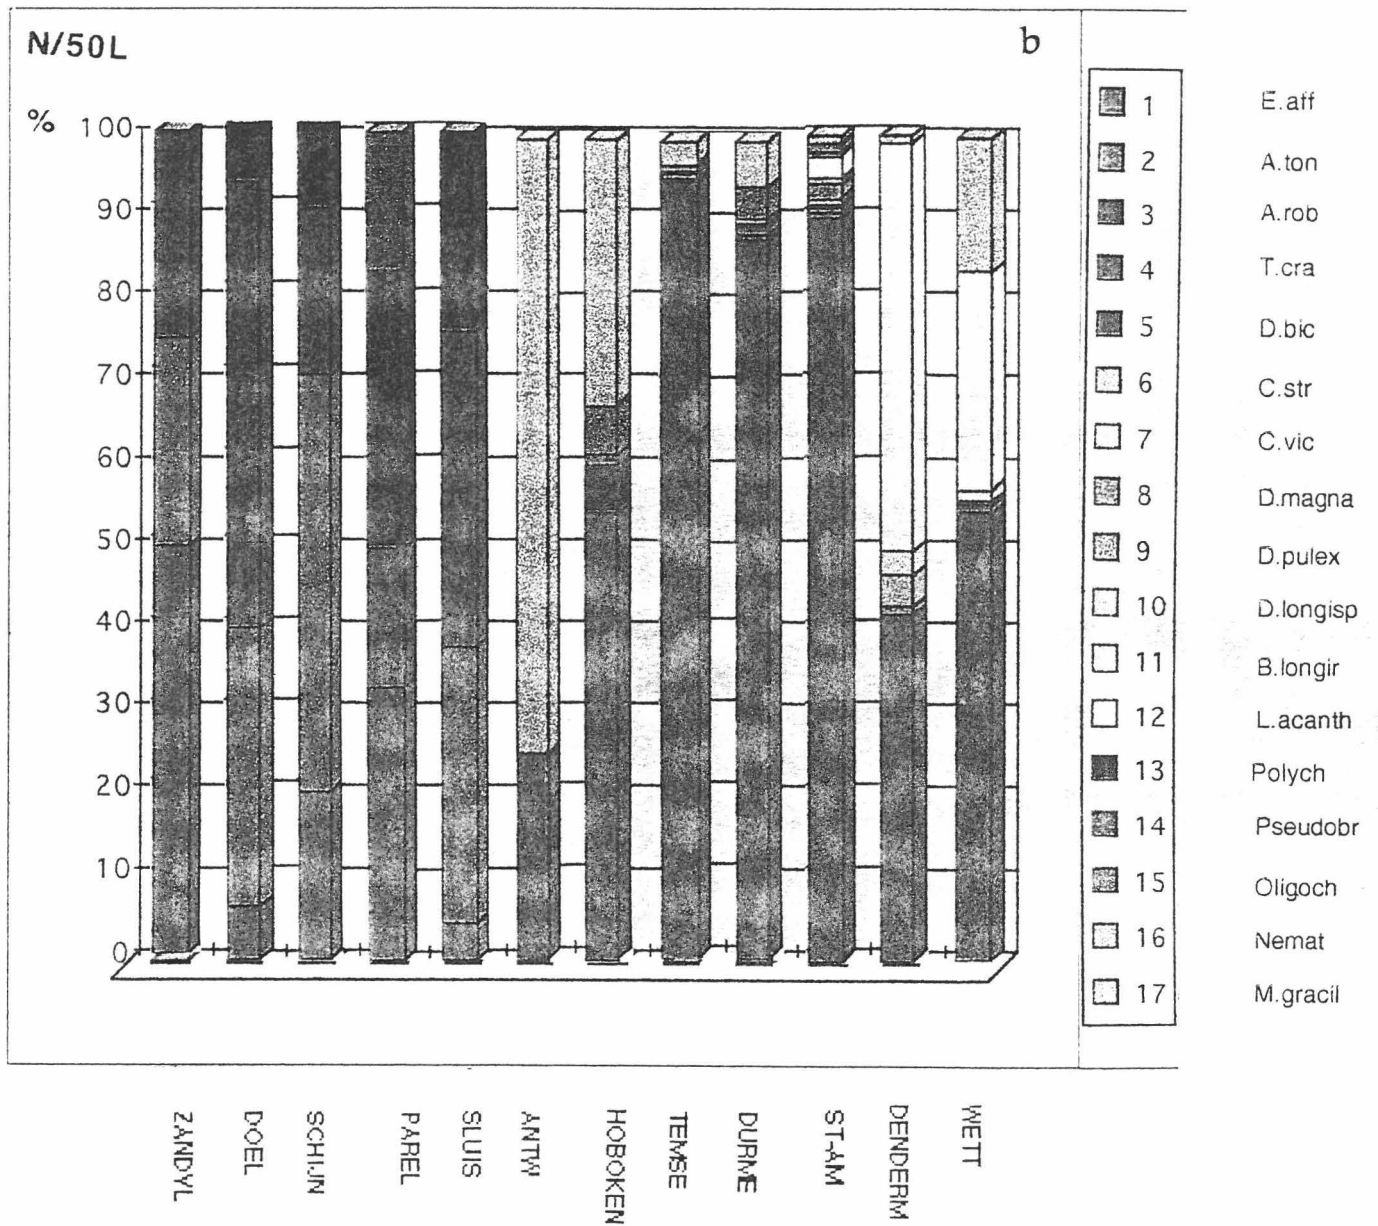 N/50L
b
% 100
90
80
70
60
50
40
30
20
10
0
1 E.aff
2 A.ton
3 A.rob
4 T.cra
5 D.bic
6 C.str
7 C.vic
8 D.magna
9 D.pulex
10 D.longisp
11 B.longir
12 L.acanth
13 Polych
14 Pseudobr
15 Oligoch
16 Nemat
17 M.gracil
ZANDYL DOEL SCHIJN PAREL SLUIS ANTW HOBOKEN TEMSE DURME ST-AM DENDERM WETT